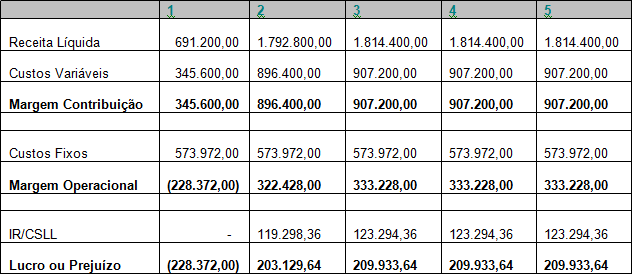 1 2 3 4 5
Receita Líquida 691.200,00 1.792.800,00 1.814.400,00 1.814.400,00 1.814.400,00
Custos Variáveis 345.600,00 896.400,00 907.200,00 907.200,00 907.200,00
Margem Contribuição 345.600,00 896.400,00 907.200,00 907.200,00 907.200,00
Custos Fixos 573.972,00 573.972,00 573.972,00 573.972,00 573.972,00
Margem Operacional (228.372,00) 322.428,00 333.228,00 333.228,00 333.228,00
IR/CSLL - 119.298,36 123.294,36 123.294,36 123.294,36
Lucro ou Prejuízo (228.372,00) 203.129,64 209.933,64 209.933,64 209.933,64